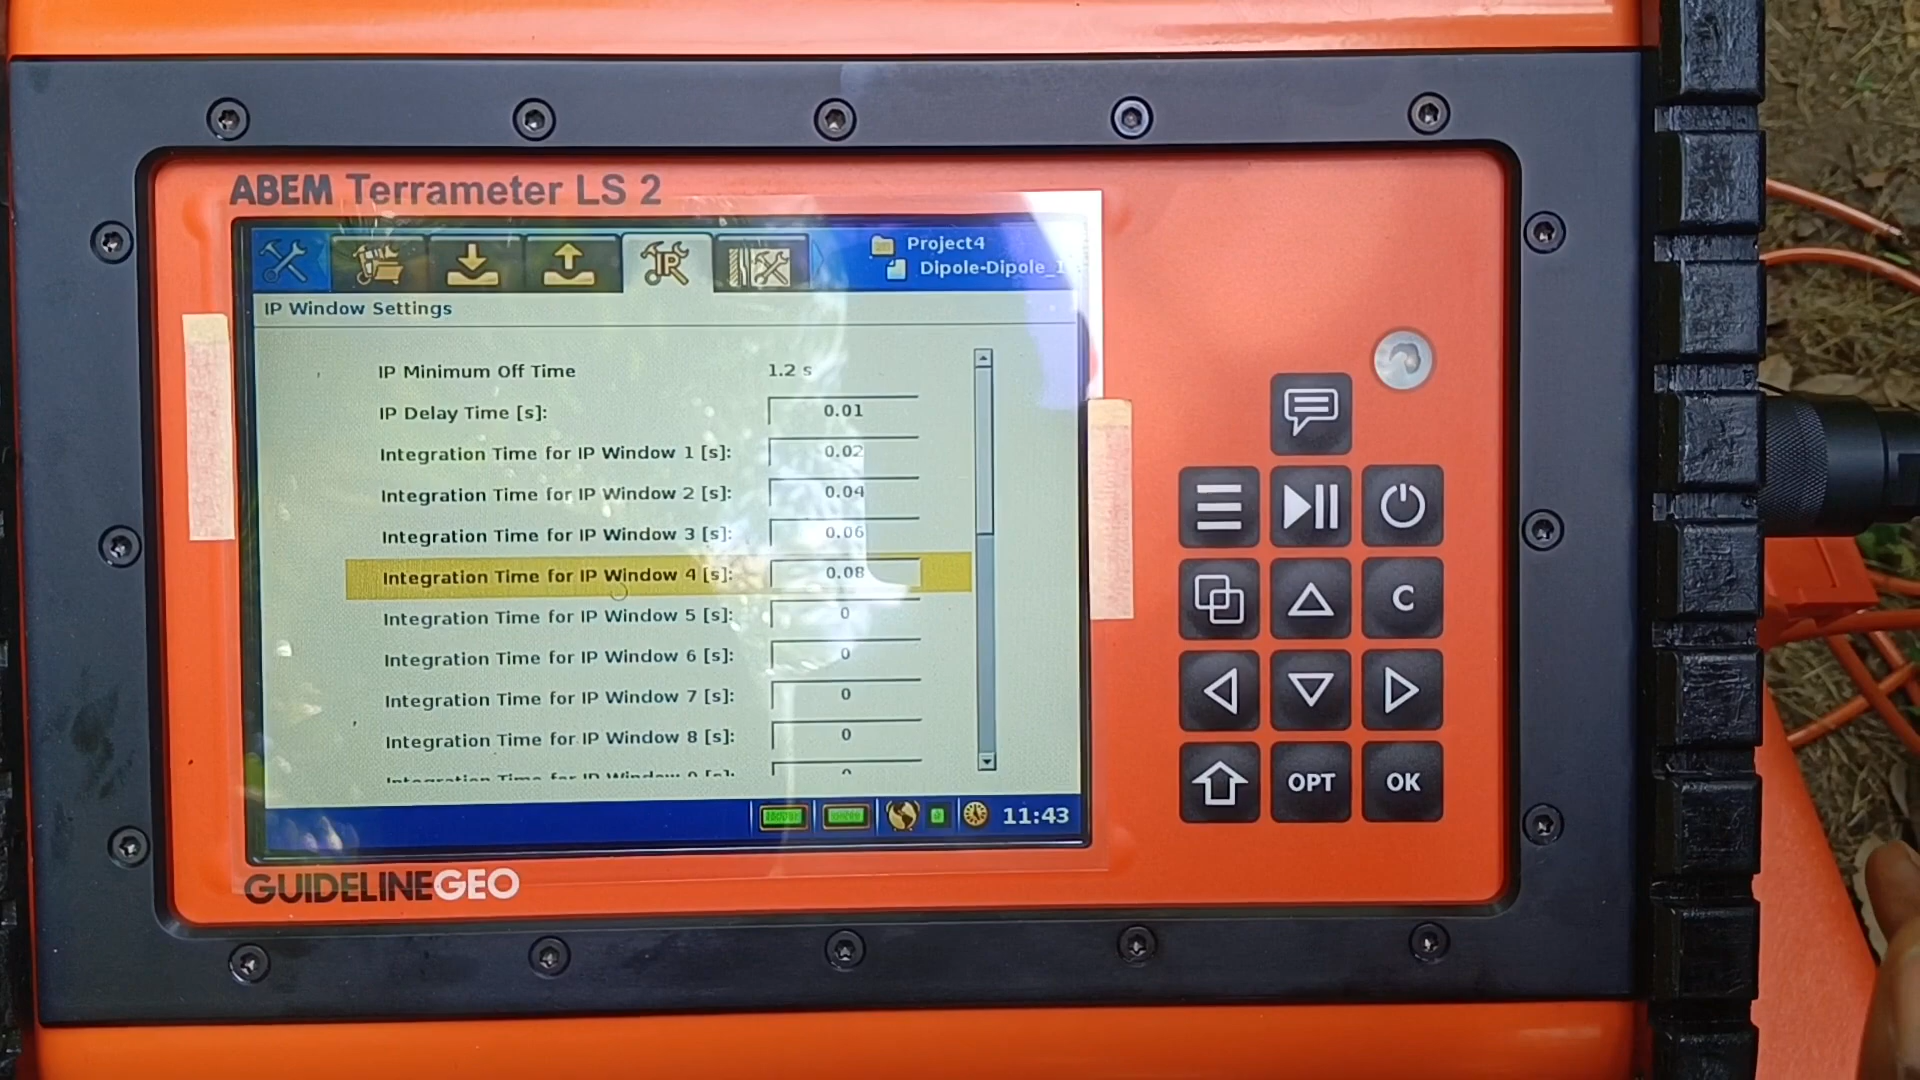 ABEM Terrameter LS 2
Project4
Dipole-Dipole_1
IP
IP Window Settings
IP Minimum Off Time 1.2 s
IP Delay Time [s]: 0.01
Integration Time for IP Window 1 [s]: 0.02
Integration Time for IP Window 2 [s]: 0.04
Integration Time for IP Window 3 [s]: 0.06
Integration Time for IP Window 4 [s]: 0.08
Integration Time for IP Window 5 [s]: 0
Integration Time for IP Window 6 [s]: 0
Integration Time for IP Window 7 [s]: 0
Integration Time for IP Window 8 [s]: 0
11:43
GUIDELINEGEO
C
OPT
OK